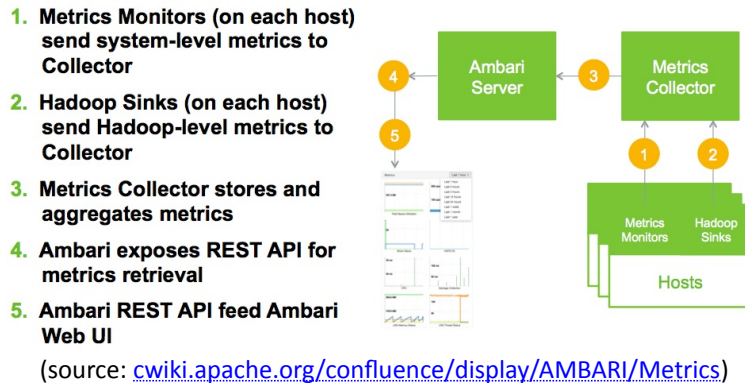 1. Metrics Monitors (on each host)
send system-level metrics to
Collector
2. Hadoop Sinks (on each host)
send Hadoop-level metrics to
Collector
3. Metrics Collector stores and
aggregates metrics
4. Ambari exposes REST API for
metrics retrieval
5. Ambari REST API feed Ambari
Web UI
Ambari
Server
Metrics
Collector
4
3
5
1
2
Metrics
Metrics
Monitors
Hadoop
Sinks
Hosts
(source: cwiki.apache.org/confluence/display/AMBARI/Metrics)